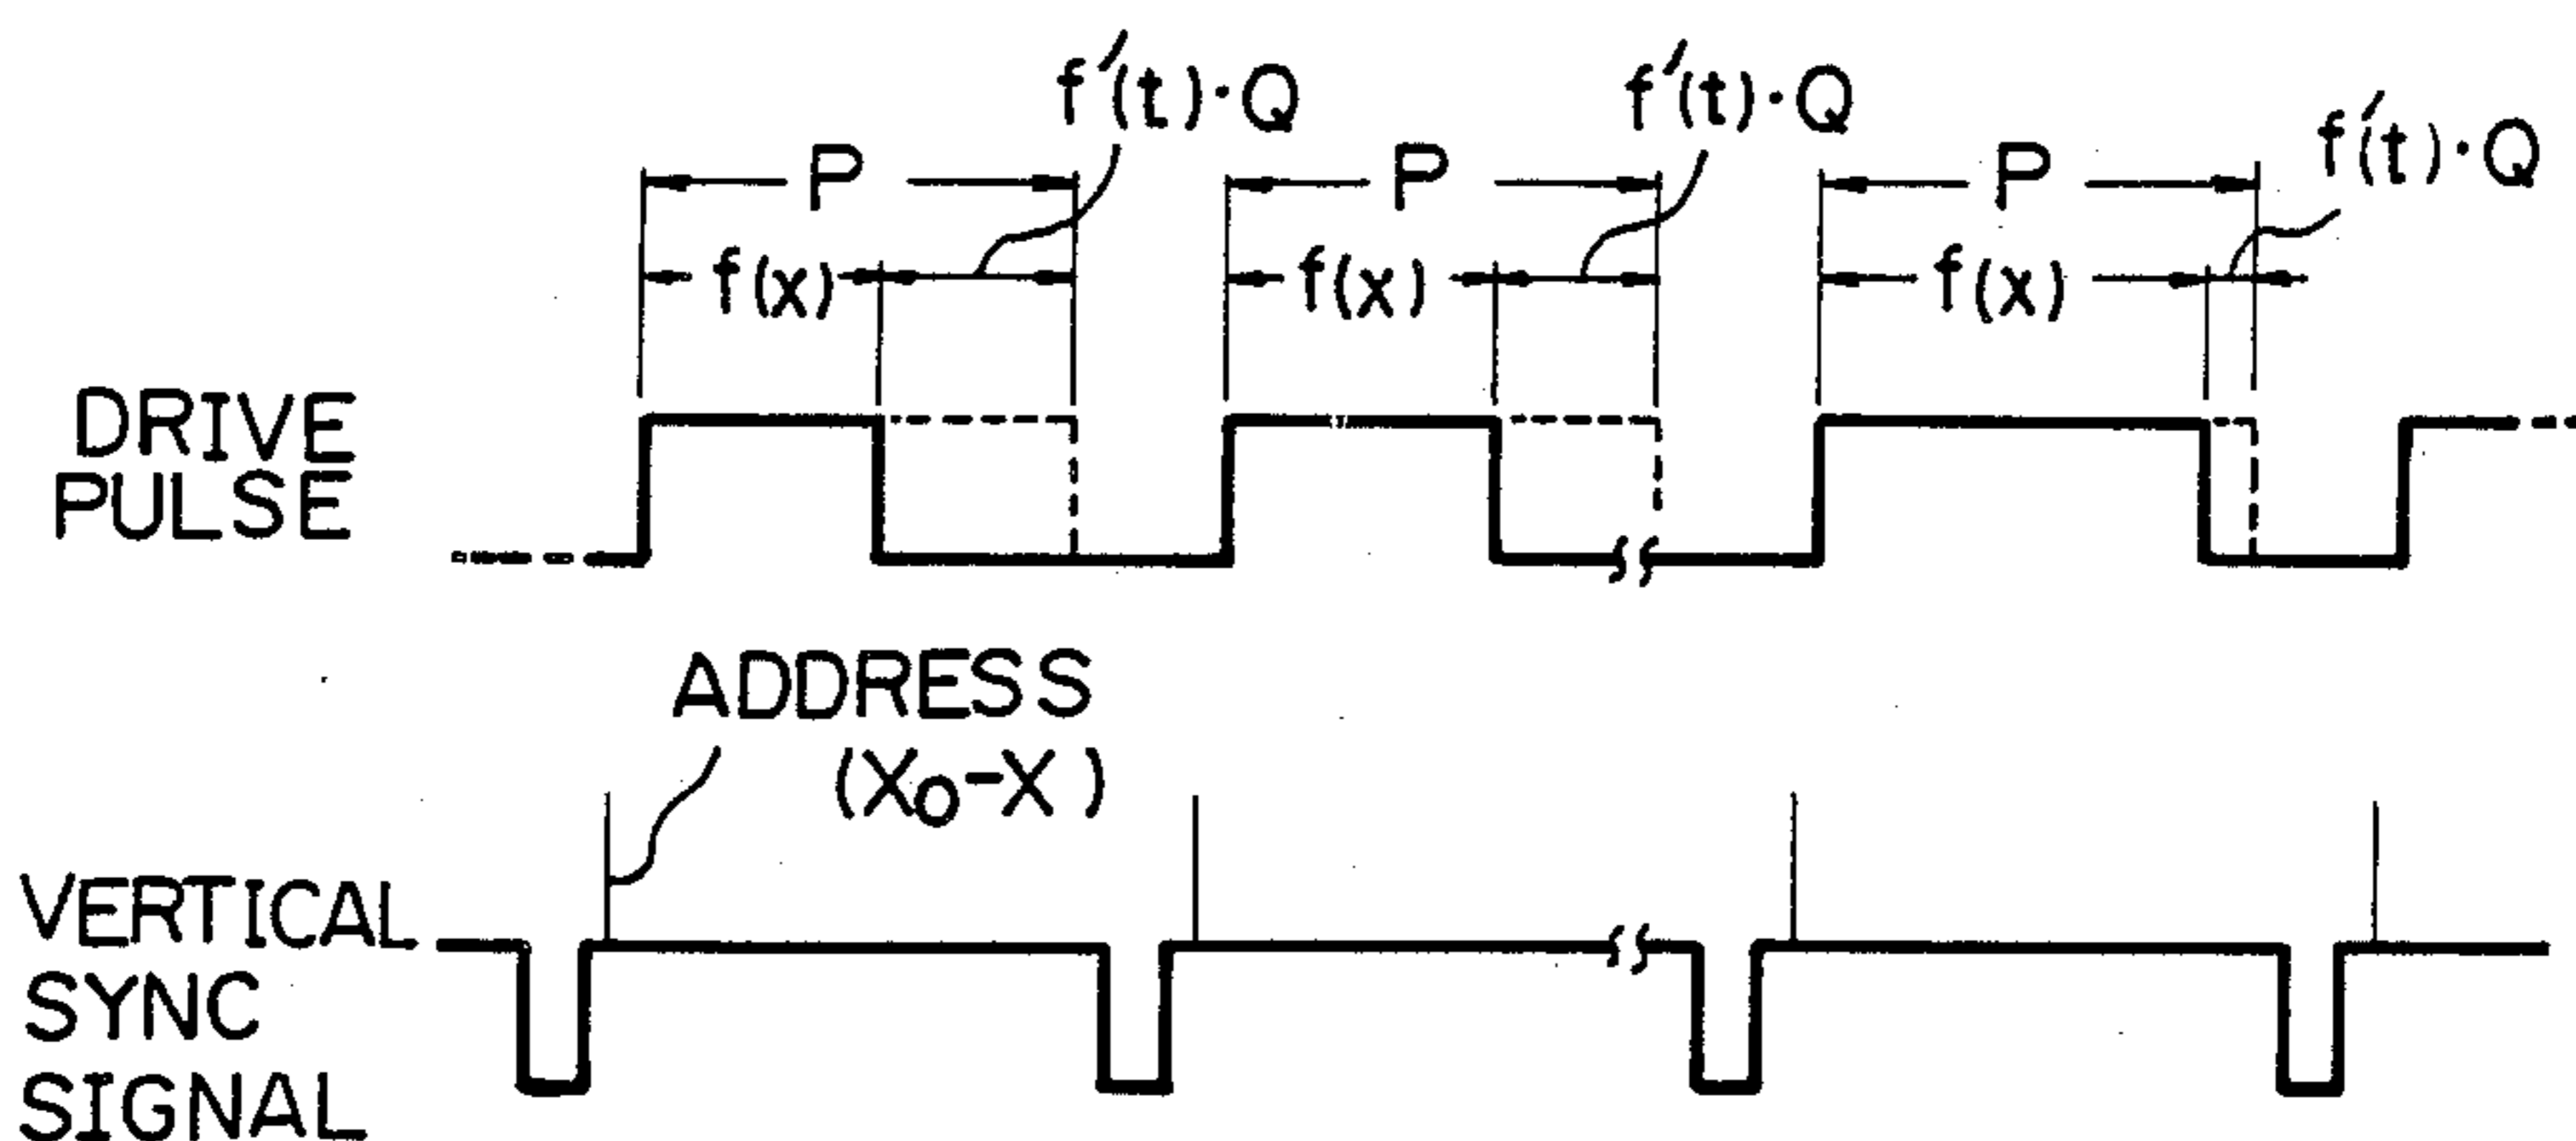 f'(t)·Q
f'(t)·Q
f'(t)·Q
P
P
P
f(x)
f(x)
f(x)
DRIVE
PULSE
ADDRESS
(X₀-X)
VERTICAL
SYNC
SIGNAL